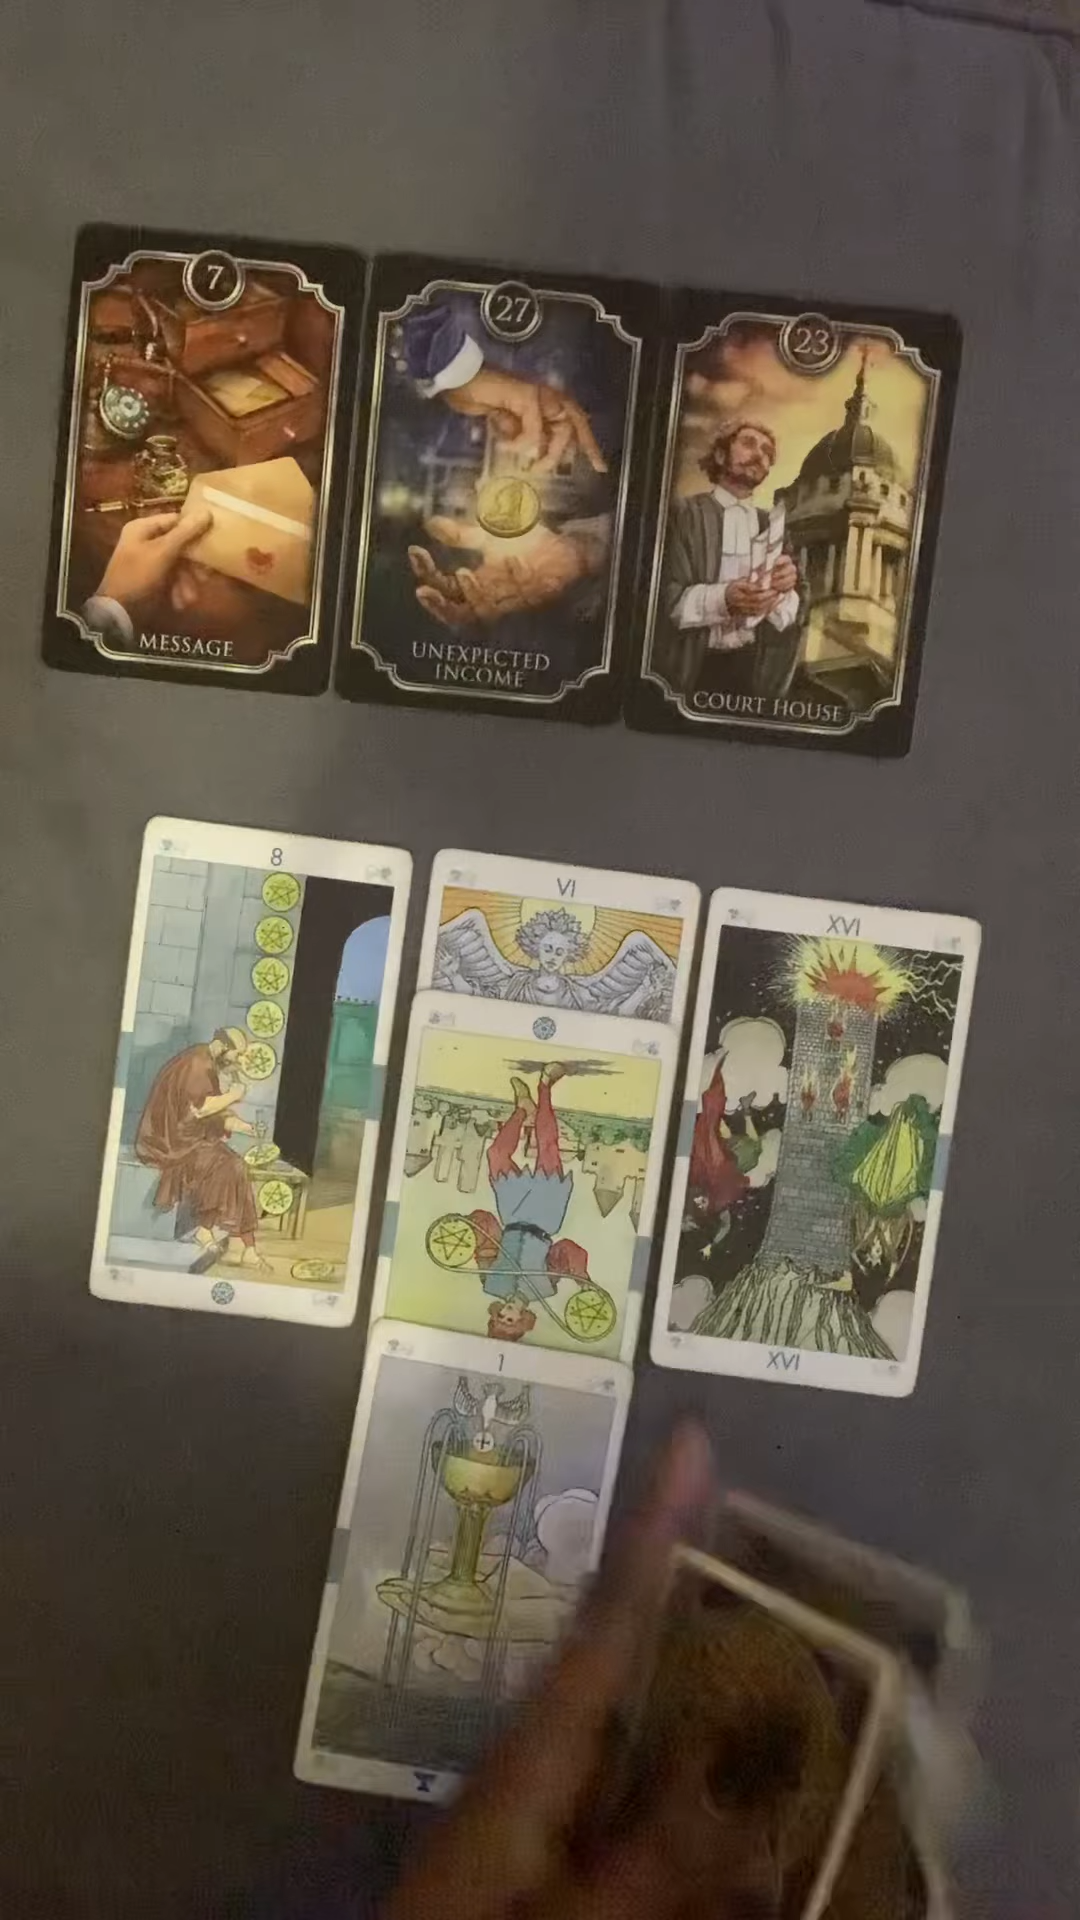 7
MESSAGE
27
UNEXPECTED
INCOME
23
COURT HOUSE
8
VI
XVI
XVI
1